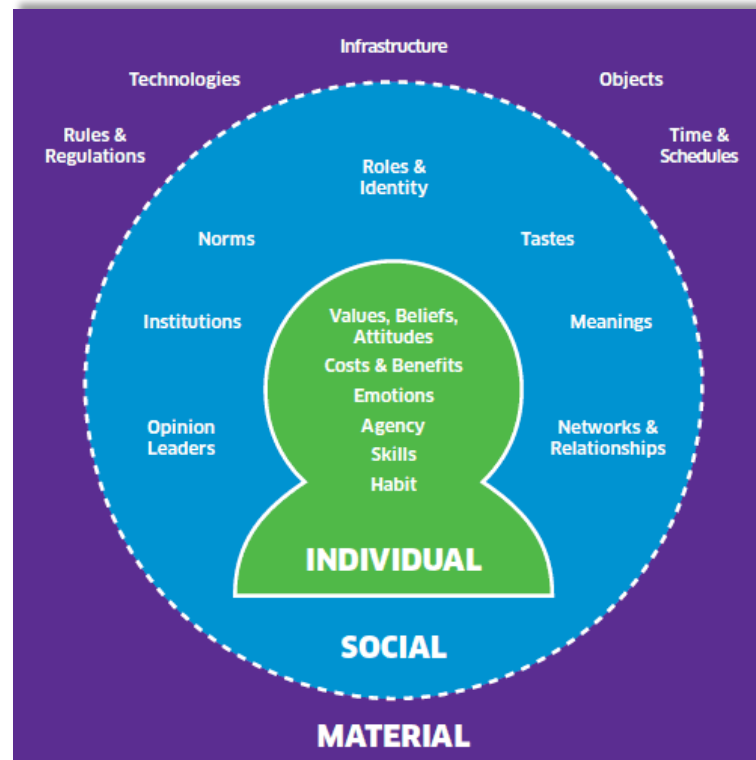 Infrastructure
Technologies
Objects
Rules &
Regulations
Time &
Schedules
Roles &
Identity
Norms
Tastes
Institutions
Meanings
Opinion
Leaders
Networks &
Relationships
Values, Beliefs,
Attitudes
Costs & Benefits
Emotions
Agency
Skills
Habit
INDIVIDUAL
SOCIAL
MATERIAL